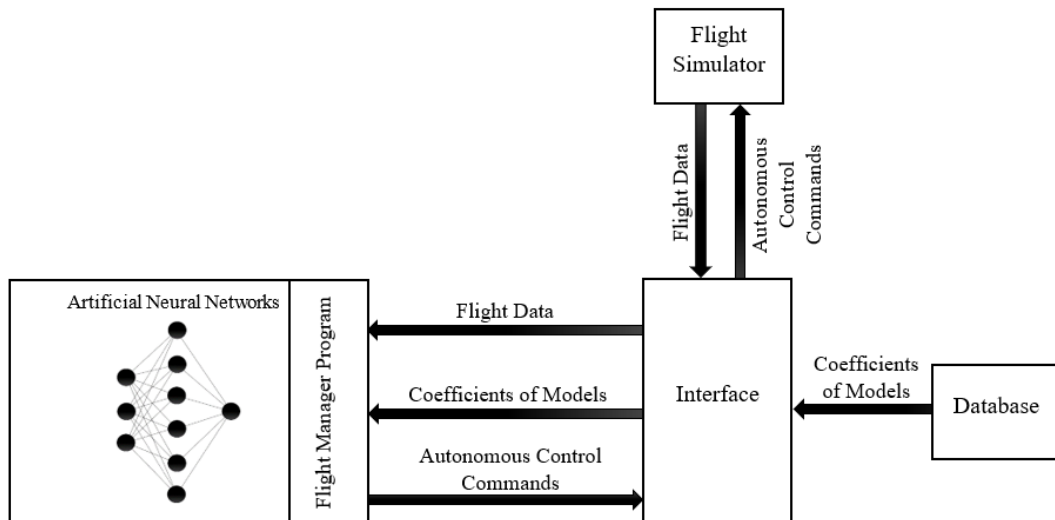 Flight
Simulator
Flight Data
Autonomous
Control
Commands
Artificial Neural Networks
Flight Manager Program
Flight Data
Coefficients of Models
Autonomous Control
Commands
Interface
Coefficients
of Models
Database